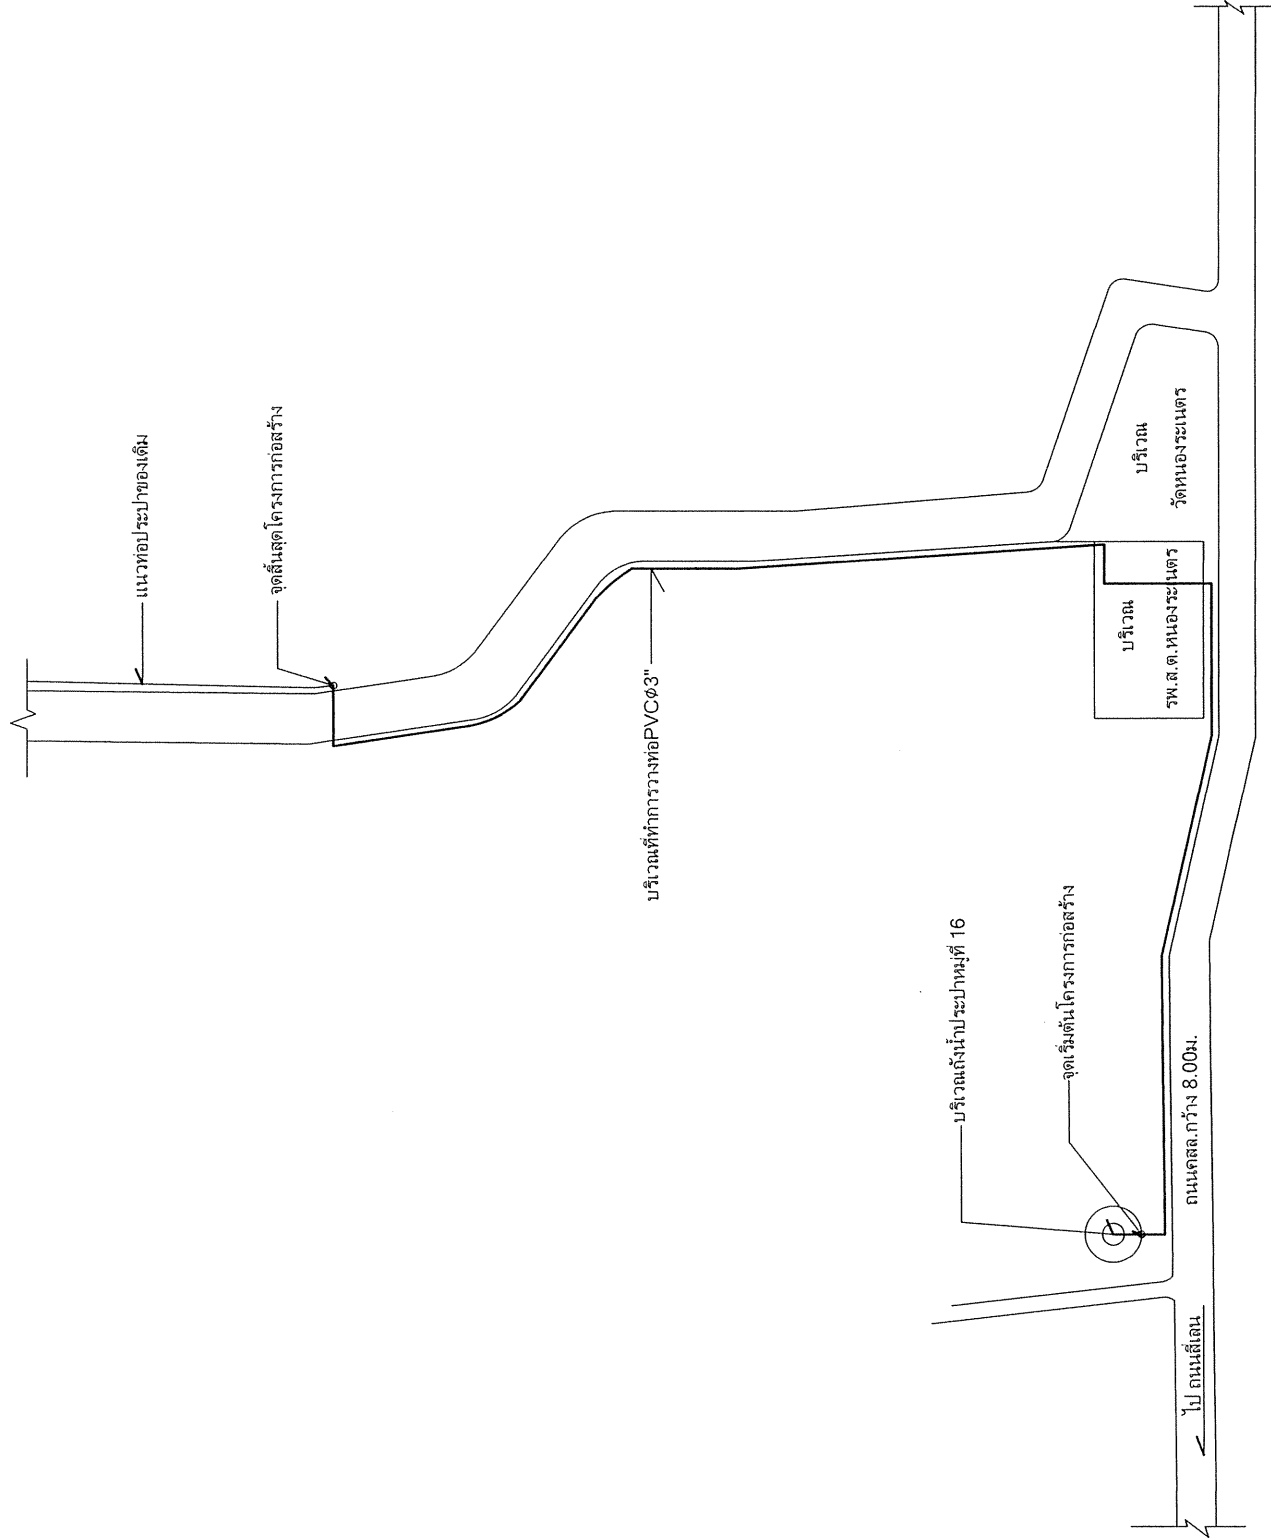 แนวท่อประปาของเดิม
จุดสิ้นสุดโครงการก่อสร้าง
บริเวณที่ทำการวางท่อPVCØ3"
บริเวณ
วัดหนองระเนตร
บริเวณ
รพ.ส.ต.หนองระเนตร
บริเวณถังน้ำประปาหมู่ที่ 16
จุดเริ่มต้นโครงการก่อสร้าง
ถนนคสล.กว้าง 8.00ม.
ไป ถนนสี่เลน